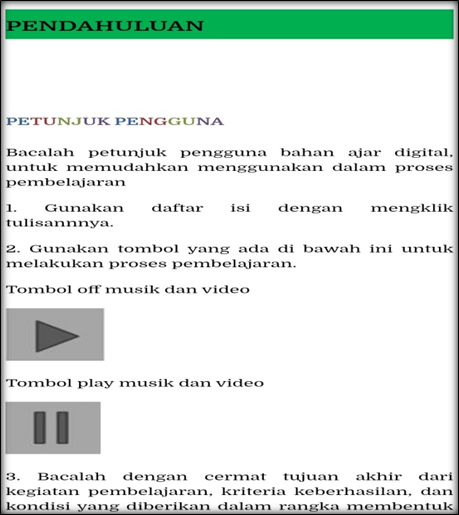 PENDAHULUAN
PETUNJUK PENGGUNA
Bacalah petunjuk pengguna bahan ajar digital,
untuk memudahkan menggunakan dalam proses
pembelajaran
1. Gunakan daftar isi dengan mengklik
tulisannnya.
2. Gunakan tombol yang ada di bawah ini untuk
melakukan proses pembelajaran.
Tombol off musik dan video
Tombol play musik dan video
3. Bacalah dengan cermat tujuan akhir dari
kegiatan pembelajaran, kriteria keberhasilan, dan
kondisi yang diberikan dalam rangka membentuk